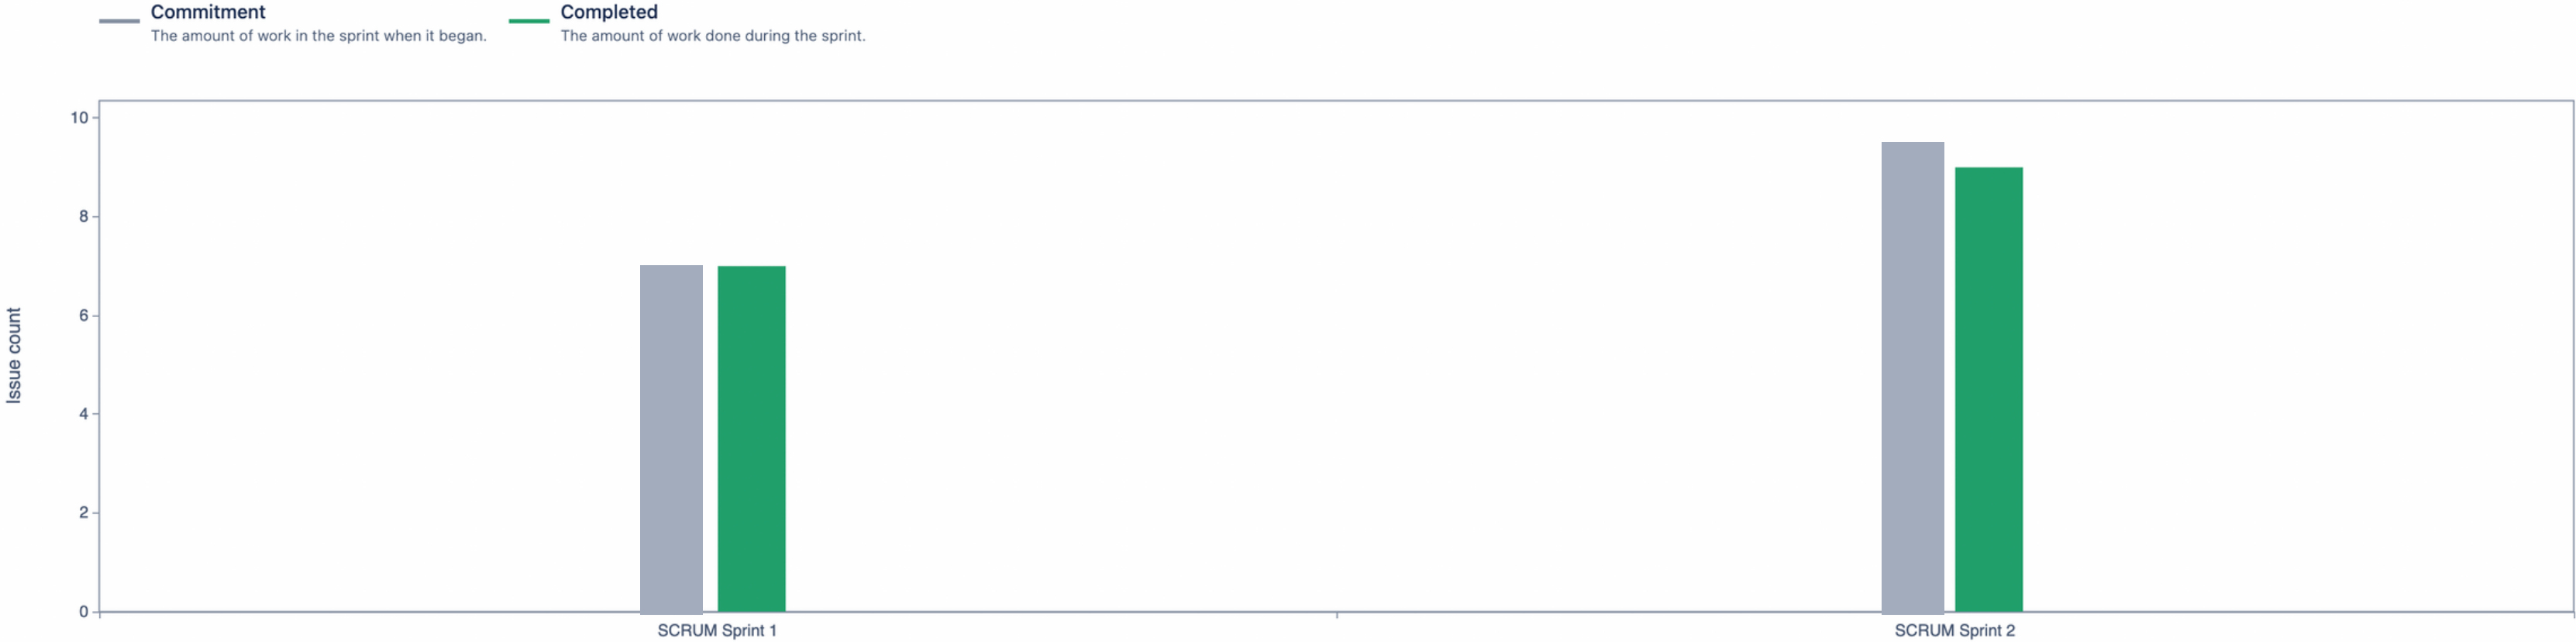 Commitment
The amount of work in the sprint when it began.
Completed
The amount of work done during the sprint.
Issue count
10
8
6
4
2
0
SCRUM Sprint 1
SCRUM Sprint 2